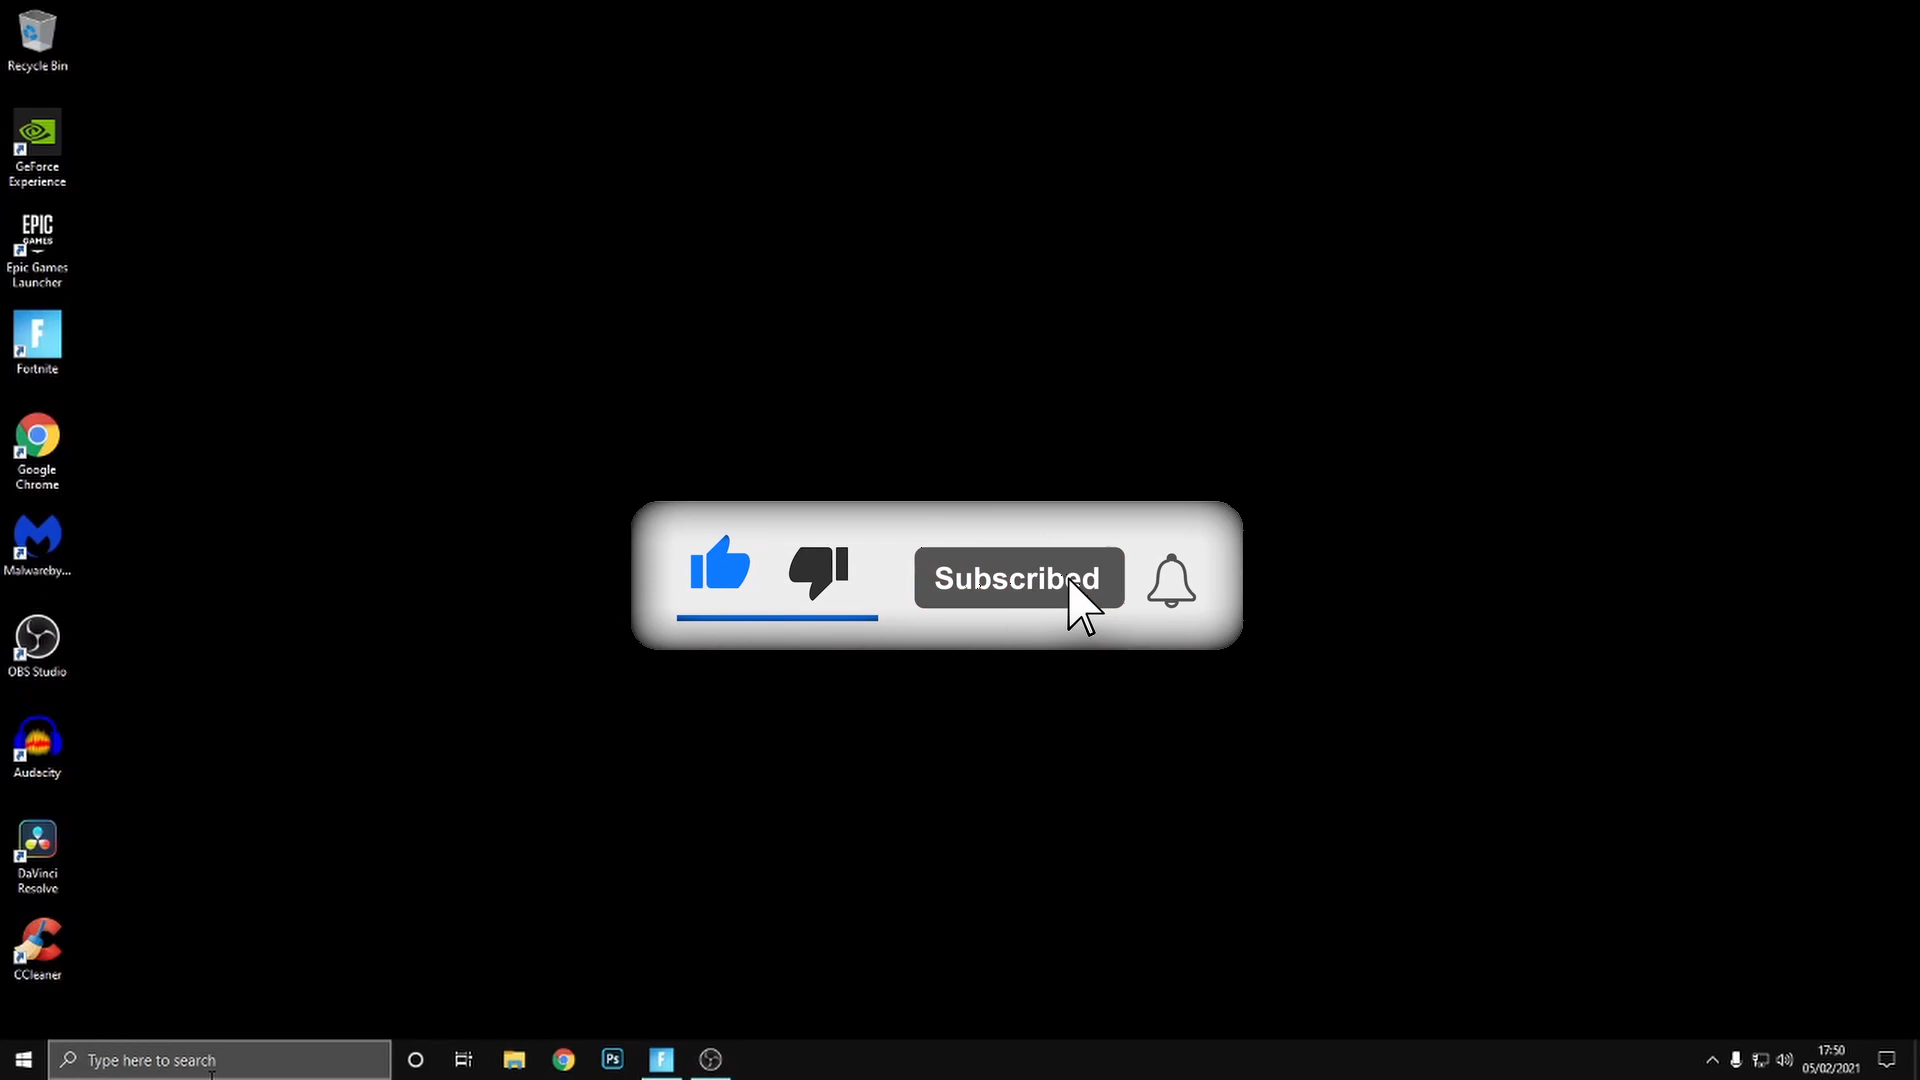 Recycle Bin
GeForce
Experience
EPIC
GAMES
Epic Games
Launcher
F
Fortnite
Google
Chrome
Malwareby...
OBS Studio
Audacity
DaVinci
Resolve
CCleaner
Subscribed
Type here to search
Ps
F
17:50
05/02/2021